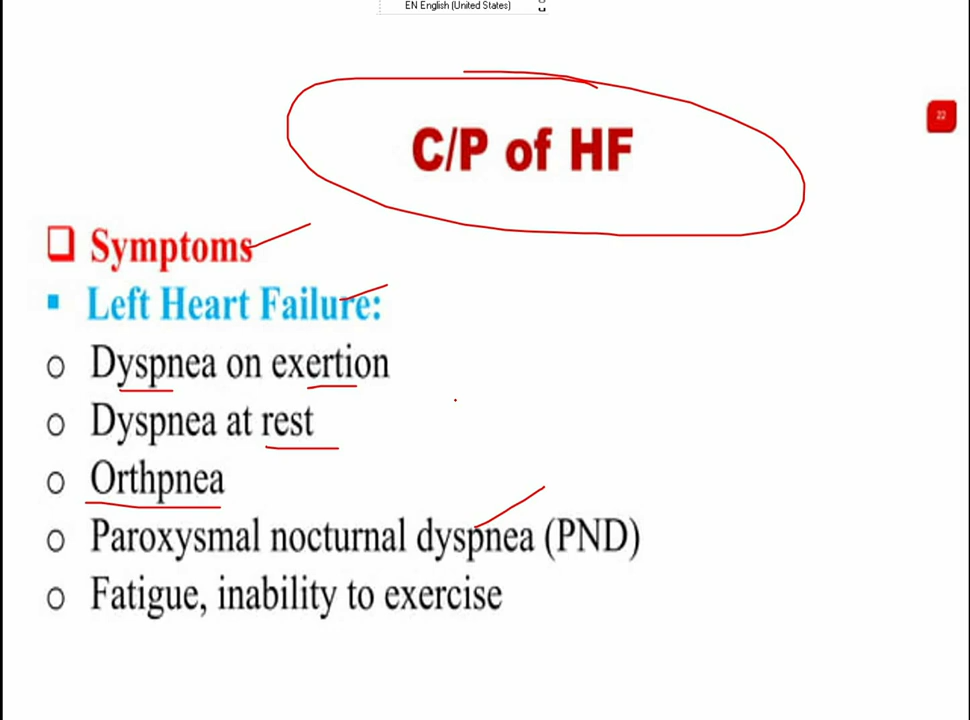 EN English (United States)
22
C/P of HF
Symptoms
Left Heart Failure:
Dyspnea on exertion
Dyspnea at rest
Orthpnea
Paroxysmal nocturnal dyspnea (PND)
Fatigue, inability to exercise